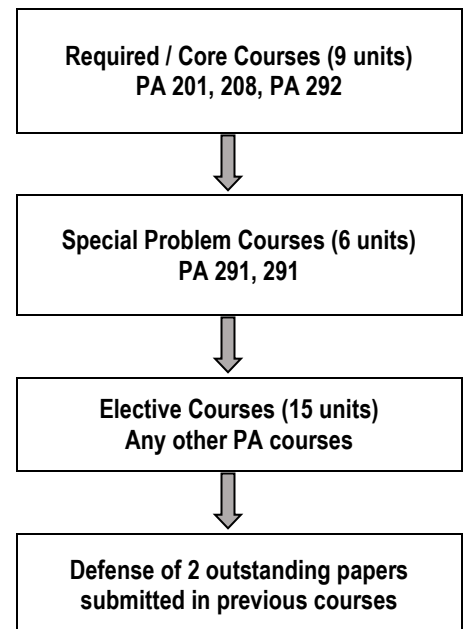 Required / Core Courses (9 units)
PA 201, 208, PA 292
Special Problem Courses (6 units)
PA 291, 291
Elective Courses (15 units)
Any other PA courses
Defense of 2 outstanding papers
submitted in previous courses